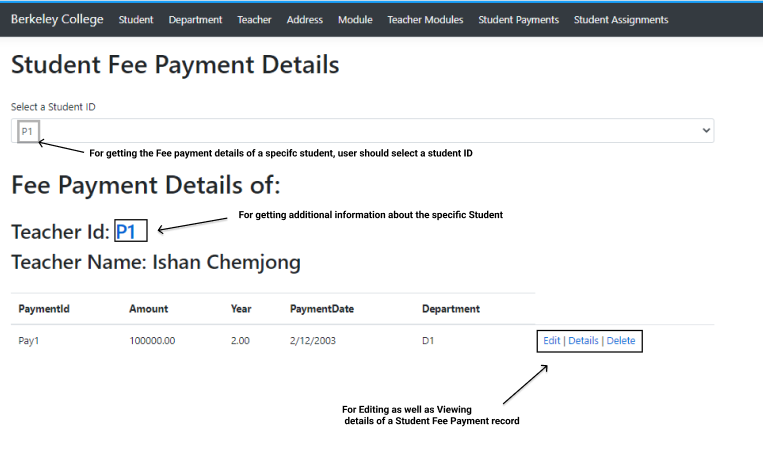 Berkeley College Student Department Teacher Address Module Teacher Modules Student Payments Student Assignments
Student Fee Payment Details
Select a Student ID
P1
For getting the Fee payment details of a specifc student, user should select a student ID
Fee Payment Details of:
For getting additional information about the specific Student
Teacher Id: P1
Teacher Name: Ishan Chemjong
PaymentId Amount Year PaymentDate Department
Pay1 100000.00 2.00 2/12/2003 D1 Edit | Details | Delete
For Editing as well as Viewing
details of a Student Fee Payment record